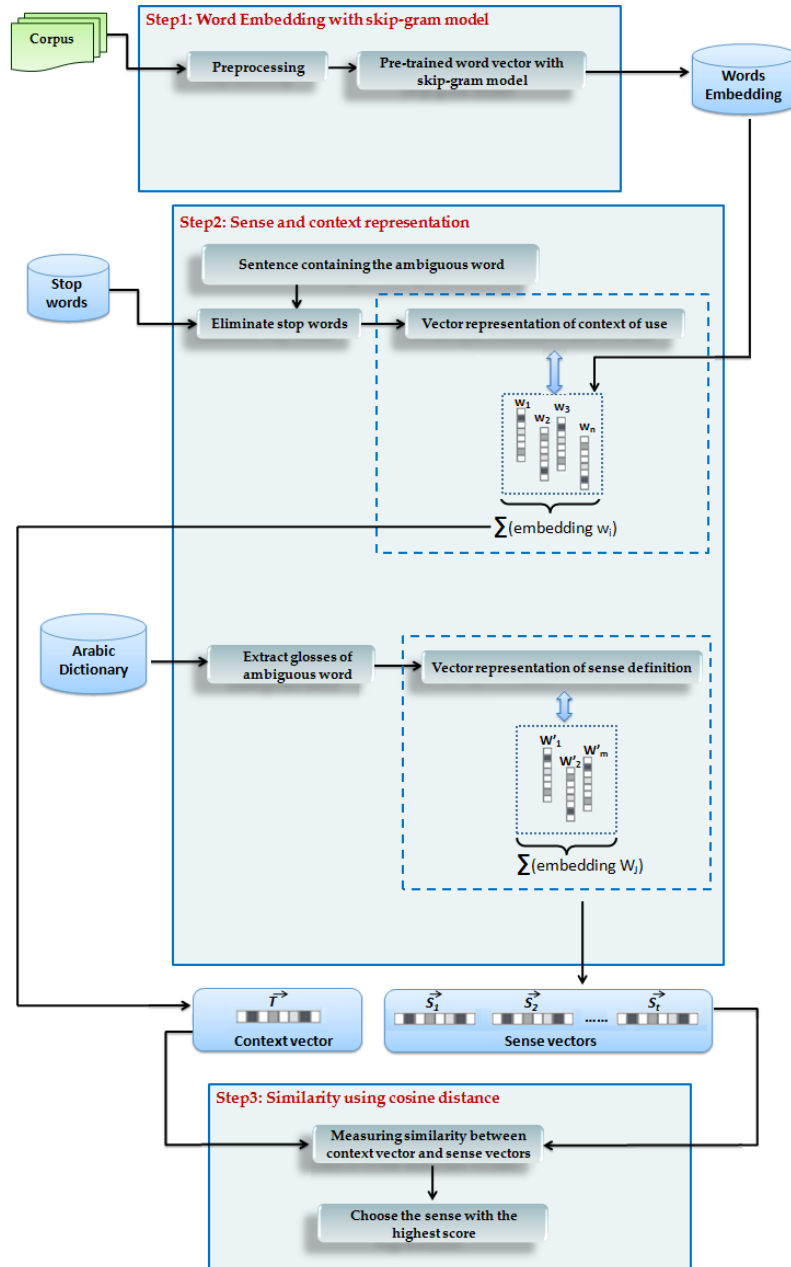 Step1: Word Embedding with skip-gram model
Corpus
Preprocessing
Pre-trained word vector with
skip-gram model
Words
Embedding
Step2: Sense and context representation
Sentence containing the ambiguous word
Stop
words
Eliminate stop words
Vector representation of context of use
w₁
w₂
w₃
wₙ
∑(embedding wᵢ)
Arabic
Dictionary
Extract glosses of
ambiguous word
Vector representation of sense definition
W'₁
W'₂
W'ₘ
∑(embedding W_J)
T⃗
Context vector
S₁⃗
S₂⃗
......
Sₜ⃗
Sense vectors
Step3: Similarity using cosine distance
Measuring similarity between
context vector and sense vectors
Choose the sense with the
highest score